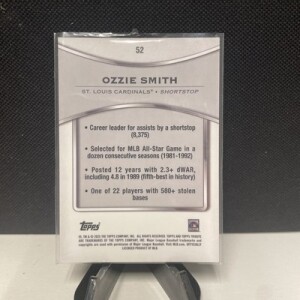 52
OZZIE SMITH
ST. LOUIS CARDINALS • SHORTSTOP
• Career leader for assists by a shortstop
(8,375)
• Selected for MLB All-Star Game in
a dozen consecutive seasons (1981-1992)
• Posted 12 years with 2.3+ dWAR,
including 4.8 in 1989 (fifth-best in history)
• One of 22 players with 580+ stolen
bases
Topps